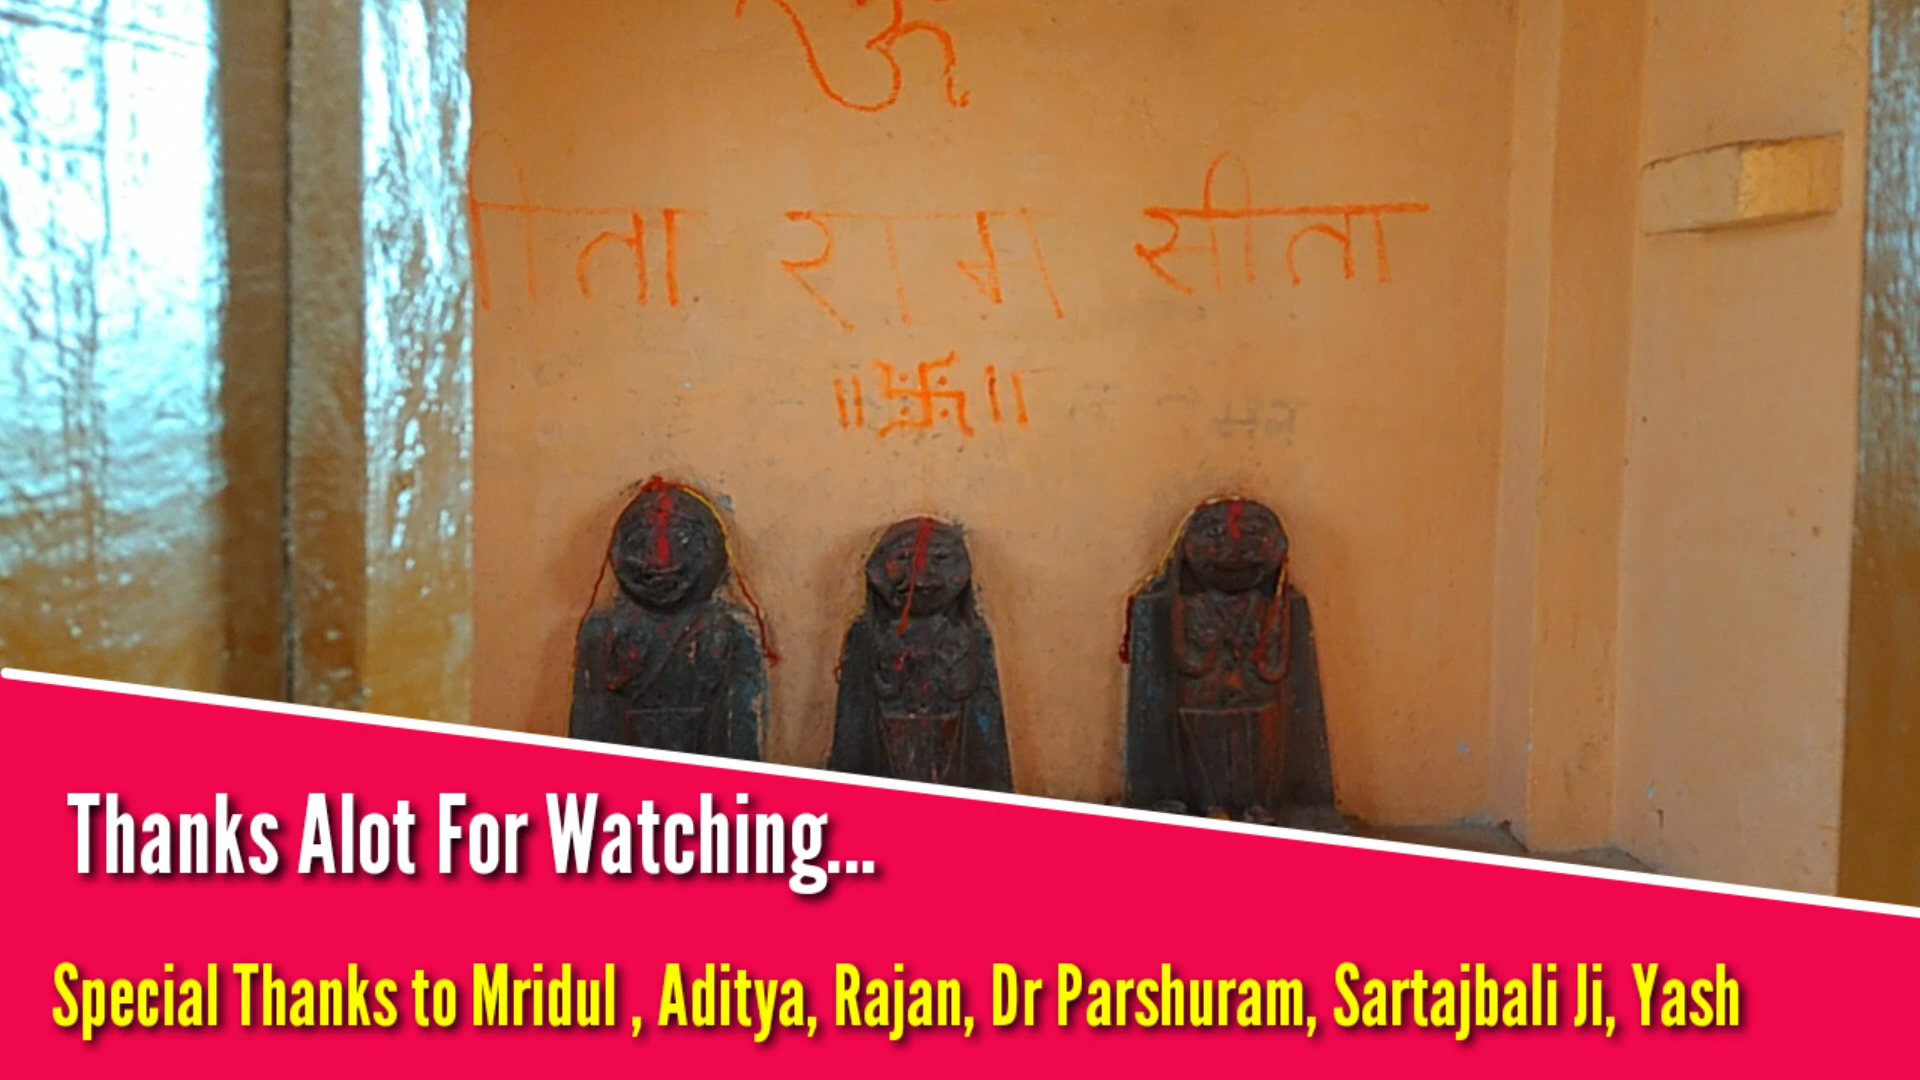 ॐ
सीता राम सीता
॥卐॥
Thanks Alot For Watching...
Special Thanks to Mridul , Aditya, Rajan, Dr Parshuram, Sartajbali Ji, Yash